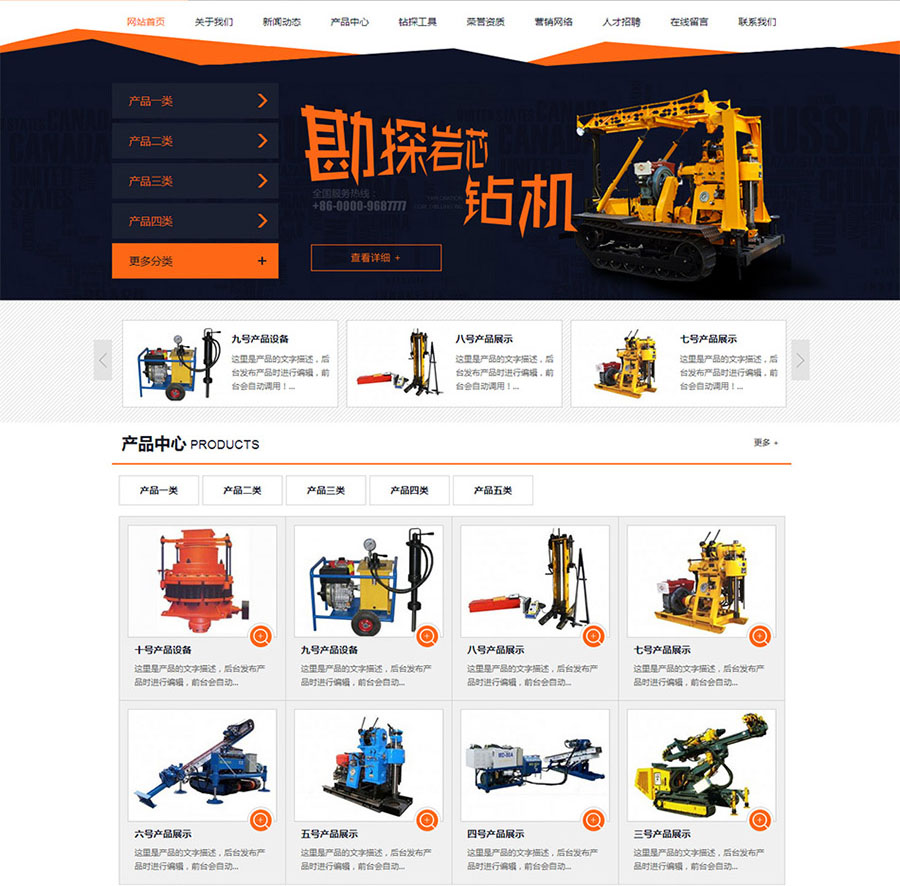 网站首页 关于我们 新闻动态 产品中心 钻探工具 荣誉资质 营销网络 人才招聘 在线留言 联系我们
产品一类
产品二类
产品三类
产品四类
更多分类 +
勘探岩芯
钻机
全国服务热线：
+86-0000-9687777
查看详细 +
九号产品设备
这里是产品的文字描述，后
台发布产品时进行编辑，前
台会自动调用！...
八号产品展示
这里是产品的文字描述，后
台发布产品时进行编辑，前
台会自动调用！...
七号产品展示
这里是产品的文字描述，后
台发布产品时进行编辑，前
台会自动调用！...
产品中心 PRODUCTS
更多 +
产品一类 产品二类 产品三类 产品四类 产品五类
十号产品设备
这里是产品的文字描述，后台发布产
品时进行编辑，前台会自动...
九号产品设备
这里是产品的文字描述，后台发布产
品时进行编辑，前台会自动...
八号产品展示
这里是产品的文字描述，后台发布产
品时进行编辑，前台会自动...
七号产品展示
这里是产品的文字描述，后台发布产
品时进行编辑，前台会自动...
六号产品展示
这里是产品的文字描述，后台发布产
品时进行编辑，前台会自动...
五号产品展示
这里是产品的文字描述，后台发布产
品时进行编辑，前台会自动...
四号产品展示
这里是产品的文字描述，后台发布产
品时进行编辑，前台会自动...
三号产品展示
这里是产品的文字描述，后台发布产
品时进行编辑，前台会自动...